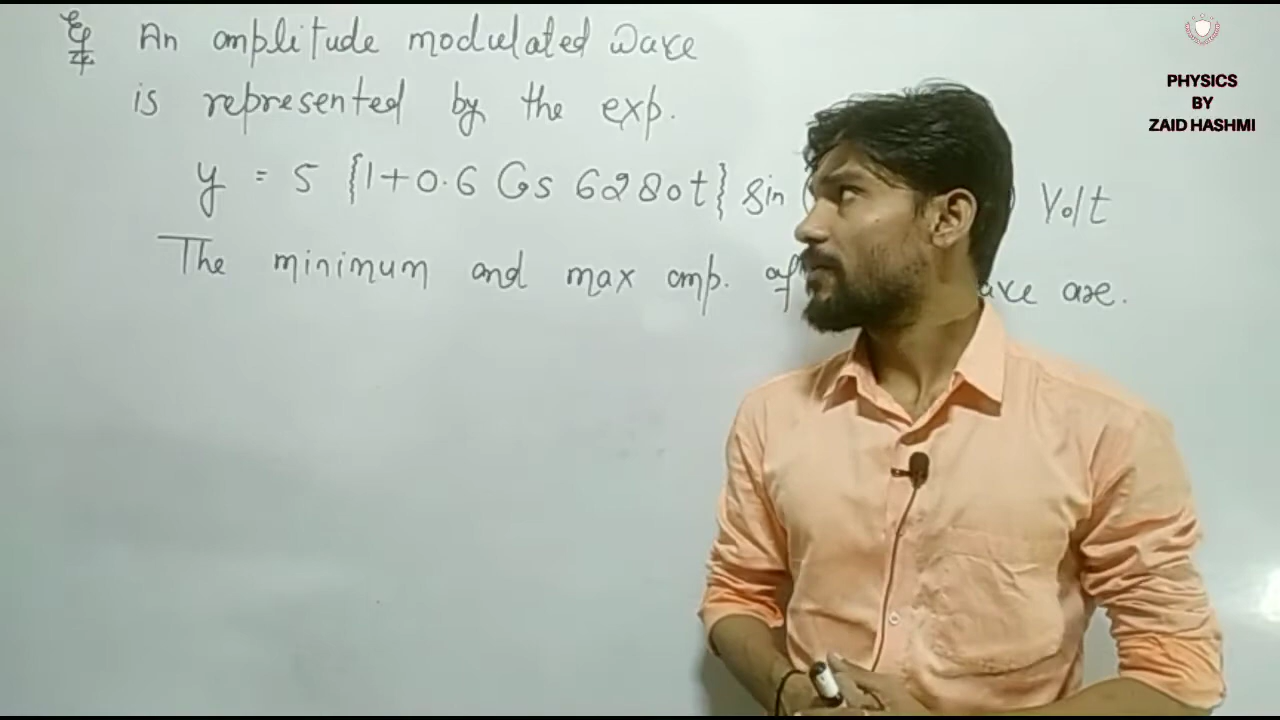 Ex An amplitude modulated wave
is represented by the exp.
y = 5 {1+0.6 Cos 6280t} Sin ( ) Volt
The minimum and max amp. of are.
PHYSICS
BY
ZAID HASHMI